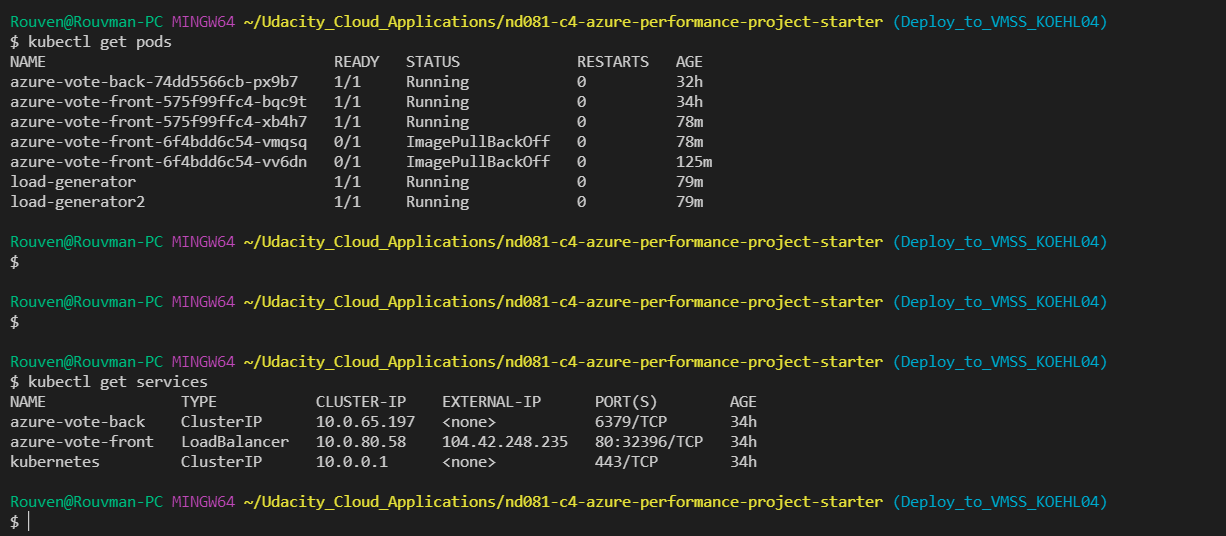 Rouven@Rouvman-PC MINGW64 ~/Udacity_Cloud_Applications/nd081-c4-azure-performance-project-starter (Deploy_to_VMSS_KOEHL04)
$ kubectl get pods
NAME READY STATUS RESTARTS AGE
azure-vote-back-74dd5566cb-px9b7 1/1 Running 0 32h
azure-vote-front-575f99ffc4-bqc9t 1/1 Running 0 34h
azure-vote-front-575f99ffc4-xb4h7 1/1 Running 0 78m
azure-vote-front-6f4bdd6c54-vmqsq 0/1 ImagePullBackOff 0 78m
azure-vote-front-6f4bdd6c54-vv6dn 0/1 ImagePullBackOff 0 125m
load-generator 1/1 Running 0 79m
load-generator2 1/1 Running 0 79m
Rouven@Rouvman-PC MINGW64 ~/Udacity_Cloud_Applications/nd081-c4-azure-performance-project-starter (Deploy_to_VMSS_KOEHL04)
$
Rouven@Rouvman-PC MINGW64 ~/Udacity_Cloud_Applications/nd081-c4-azure-performance-project-starter (Deploy_to_VMSS_KOEHL04)
$
Rouven@Rouvman-PC MINGW64 ~/Udacity_Cloud_Applications/nd081-c4-azure-performance-project-starter (Deploy_to_VMSS_KOEHL04)
$ kubectl get services
NAME TYPE CLUSTER-IP EXTERNAL-IP PORT(S) AGE
azure-vote-back ClusterIP 10.0.65.197 <none> 6379/TCP 34h
azure-vote-front LoadBalancer 10.0.80.58 104.42.248.235 80:32396/TCP 34h
kubernetes ClusterIP 10.0.0.1 <none> 443/TCP 34h
Rouven@Rouvman-PC MINGW64 ~/Udacity_Cloud_Applications/nd081-c4-azure-performance-project-starter (Deploy_to_VMSS_KOEHL04)
$